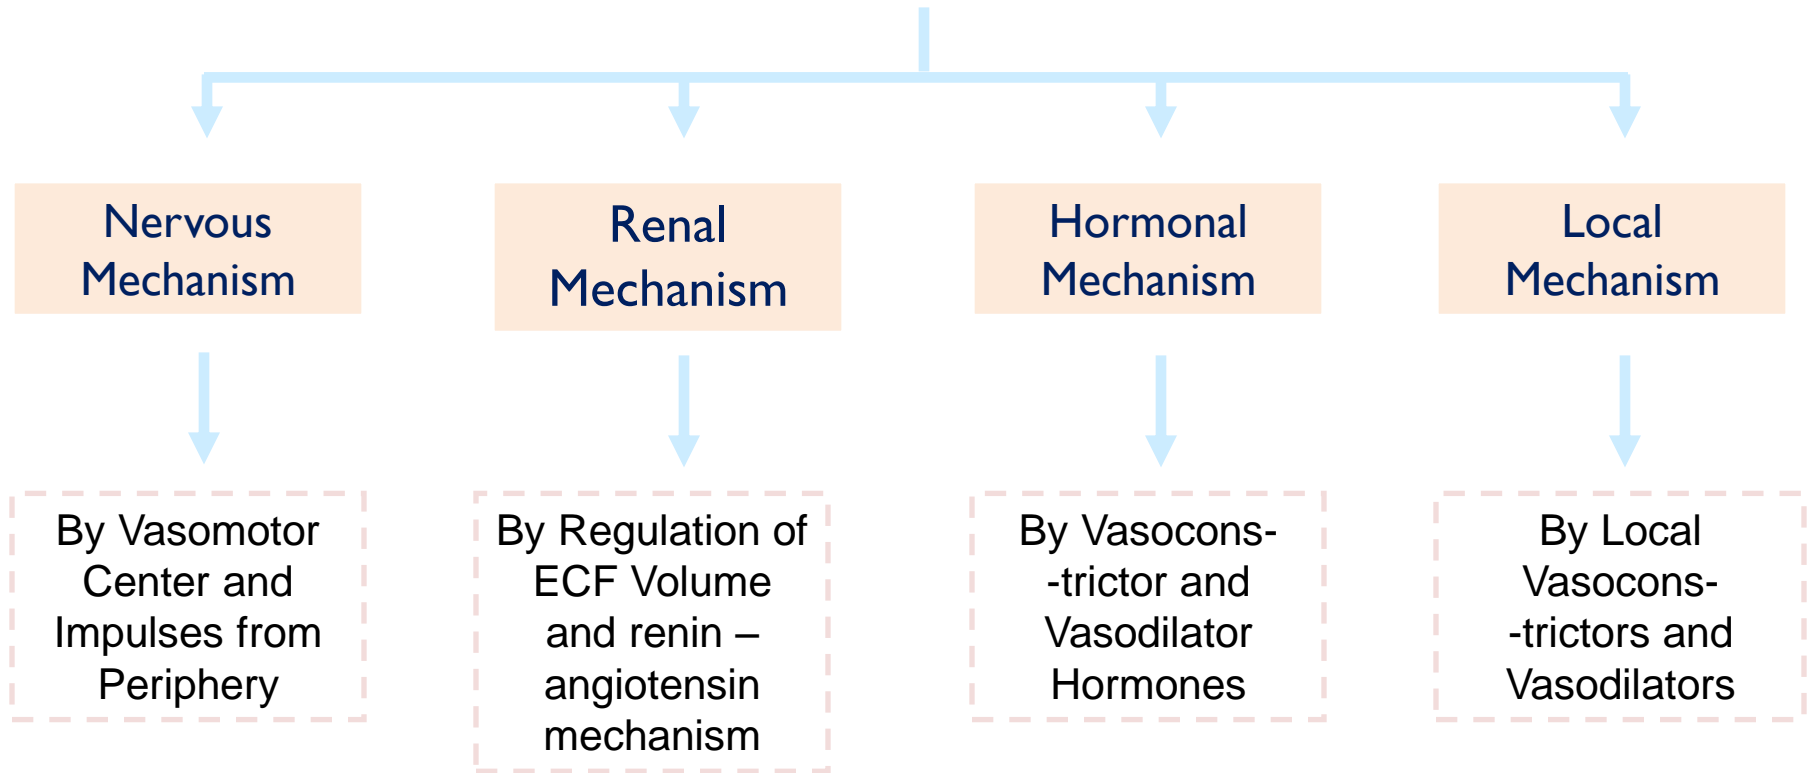 Nervous
Mechanism
Renal
Mechanism
Hormonal
Mechanism
Local
Mechanism
By Vasomotor
Center and
Impulses from
Periphery
By Regulation of
ECF Volume
and renin –
angiotensin
mechanism
By Vasocons-
-trictor and
Vasodilator
Hormones
By Local
Vasocons-
-trictors and
Vasodilators